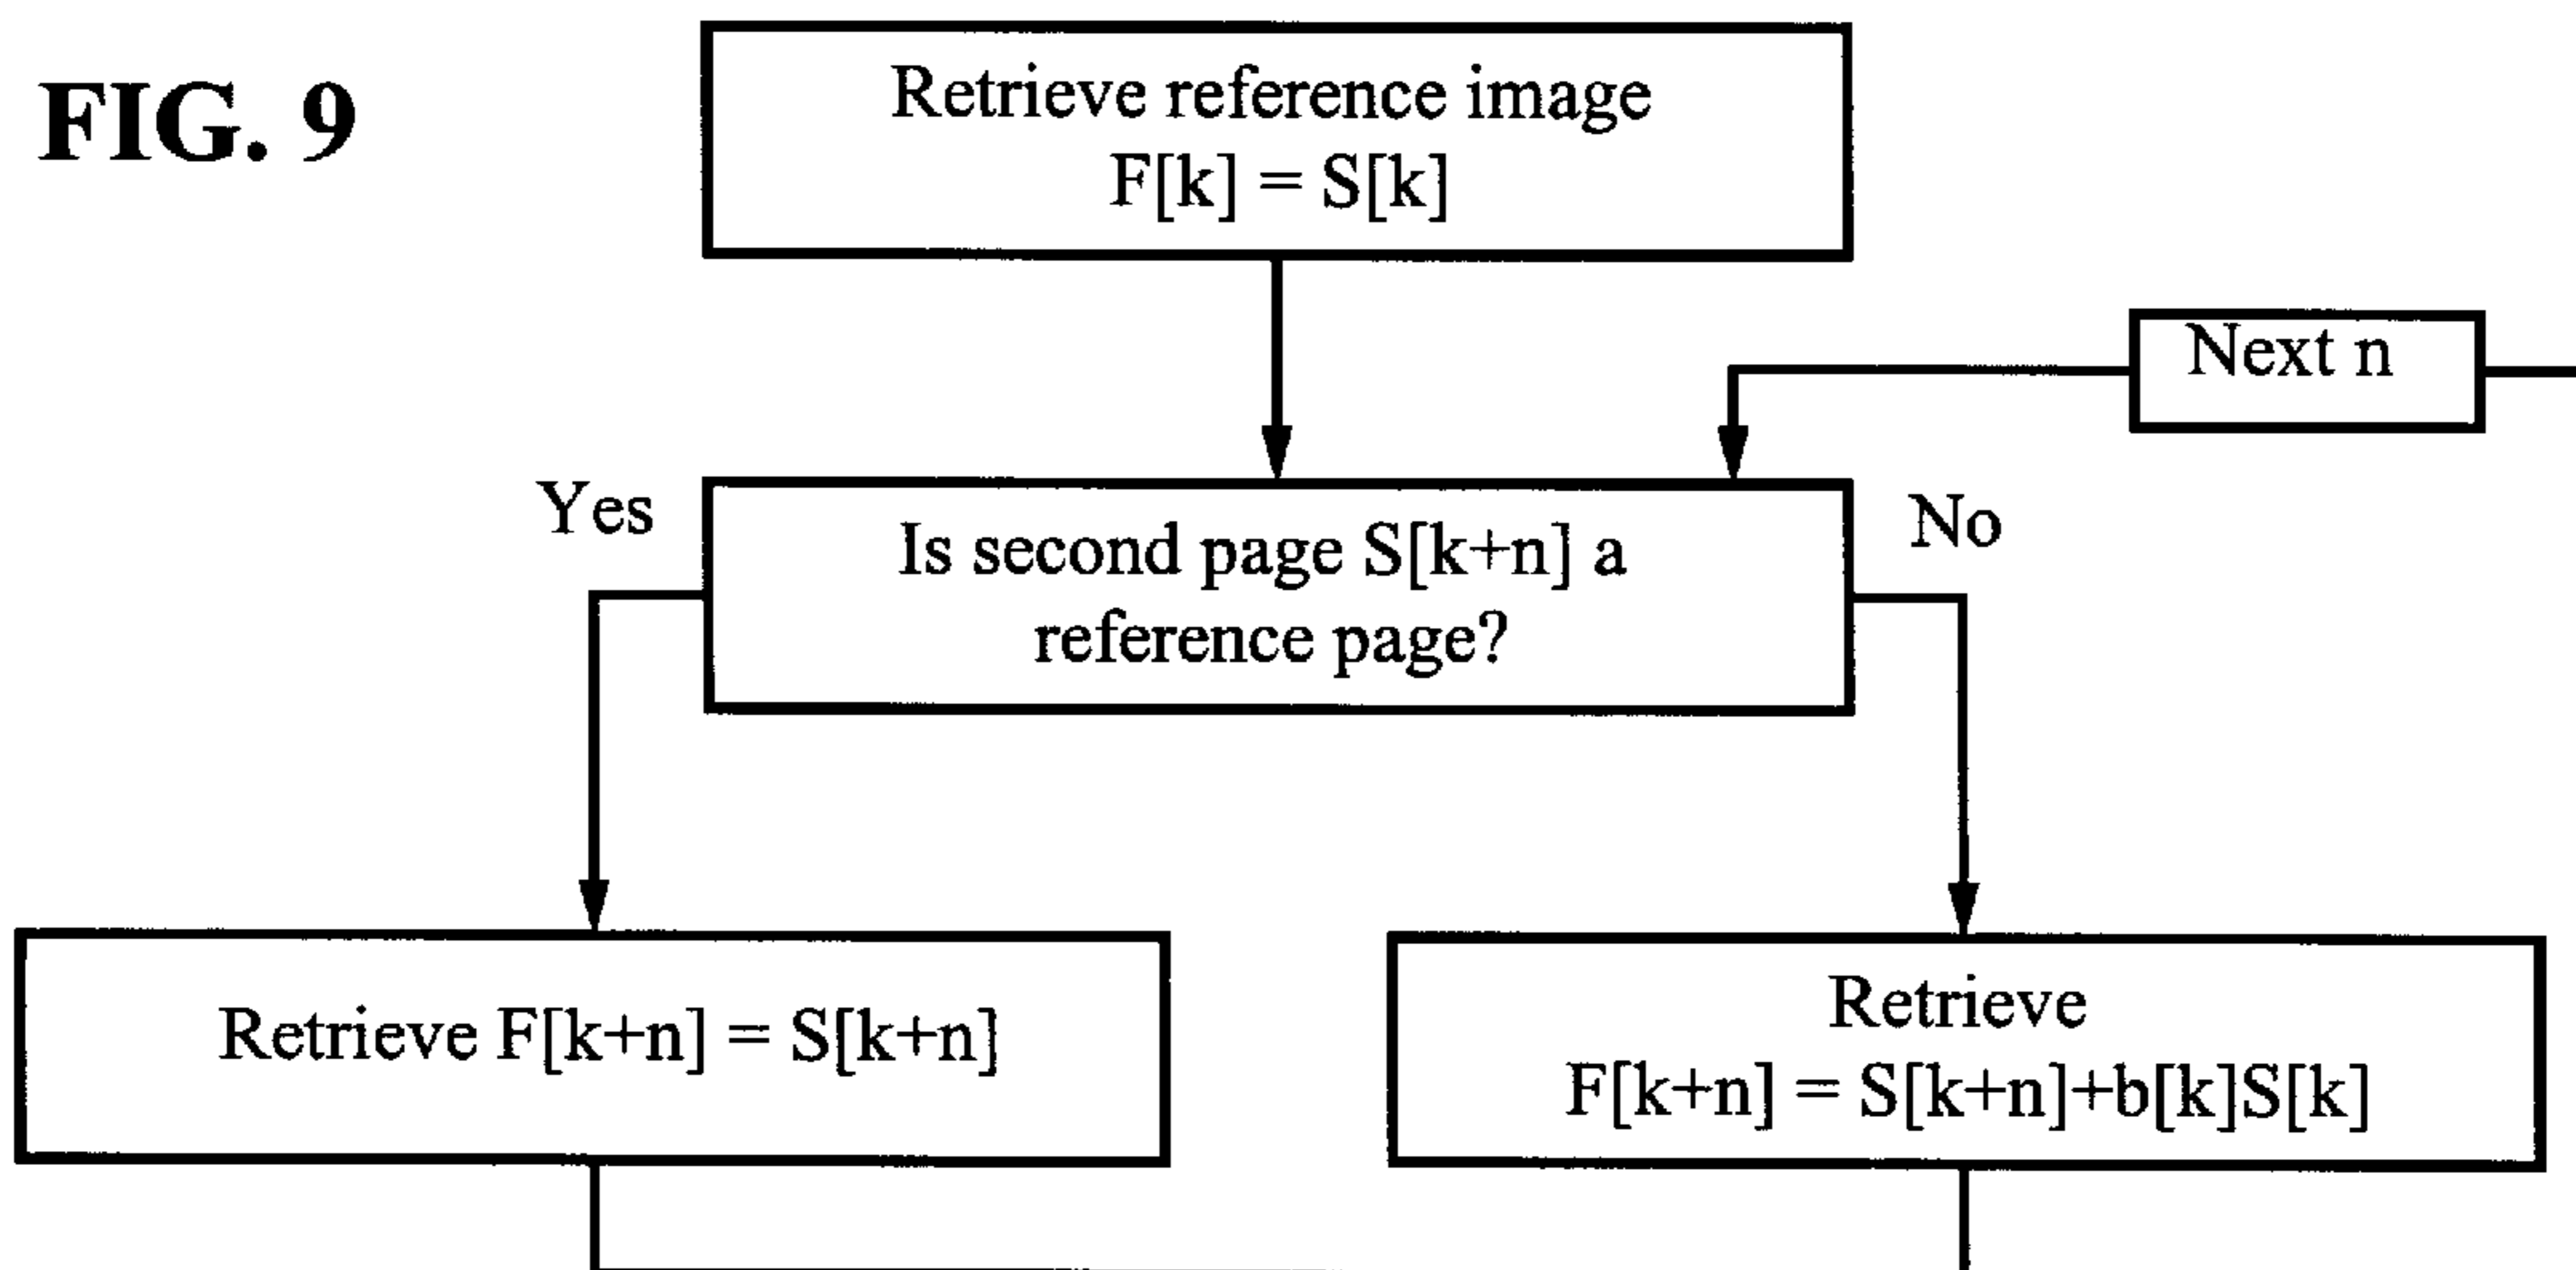 FIG. 9
Retrieve reference image
F[k] = S[k]
Next n
Yes
No
Is second page S[k+n] a
reference page?
Retrieve F[k+n] = S[k+n]
Retrieve
F[k+n] = S[k+n]+b[k]S[k]